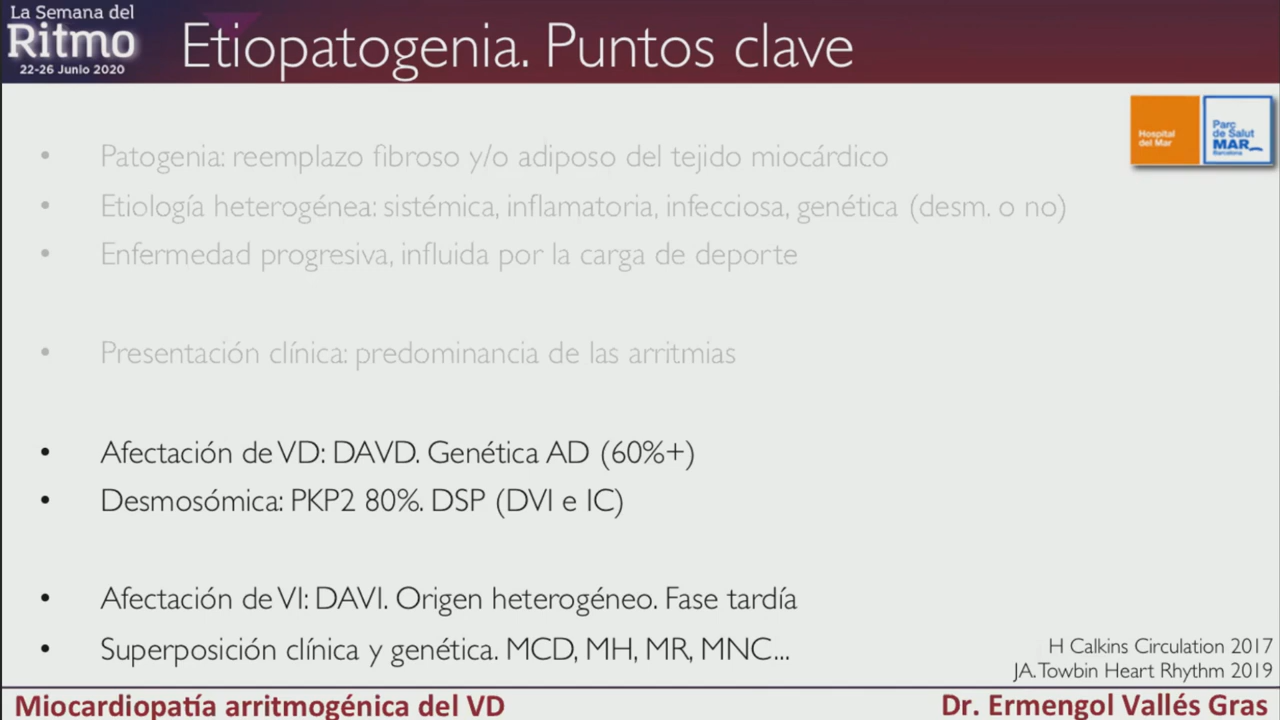 La Semana del
Ritmo
22-26 Junio 2020
Etiopatogenia. Puntos clave
Hospital
del Mar
Parc
de Salut
MAR
Barcelona
• Patogenia: reemplazo fibroso y/o adiposo del tejido miocárdico
• Etiología heterogénea: sistémica, inflamatoria, infecciosa, genética (desm. o no)
• Enfermedad progresiva, influida por la carga de deporte
• Presentación clínica: predominancia de las arritmias
• Afectación de VD: DAVD. Genética AD (60%+)
• Desmosómica: PKP2 80%. DSP (DVI e IC)
• Afectación de VI: DAVI. Origen heterogéneo. Fase tardía
• Superposición clínica y genética. MCD, MH, MR, MNC...
H Calkins Circulation 2017
JA. Towbin Heart Rhythm 2019
Miocardiopatía arritmogénica del VD
Dr. Ermengol Vallés Gras